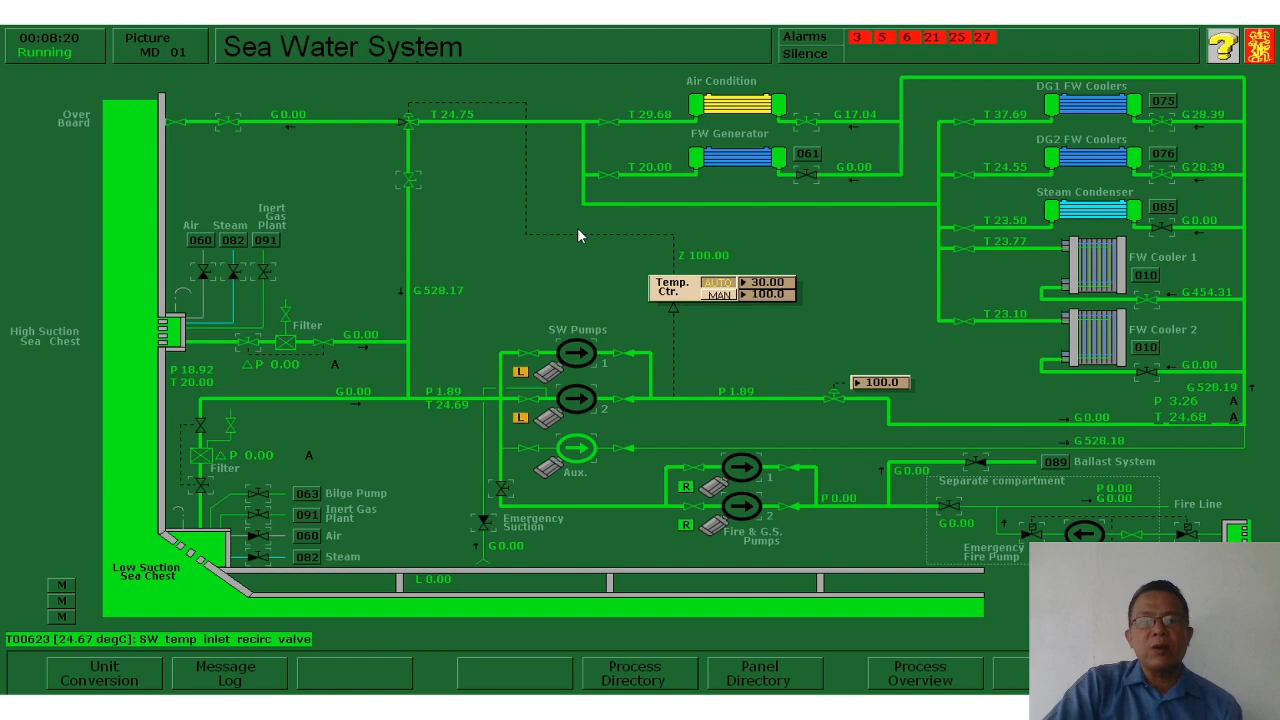 00:08:20
Running
Picture
MD 01
Sea Water System
Alarms
3 5 6 21 25 27
Silence
?
Over
Board
G 0.00
T 24.75
Air Condition
T 29.68
G 17.04
FW Generator
061
T 20.00
G 0.00
DG1 FW Coolers
075
T 37.69
G 28.39
DG2 FW Coolers
076
T 24.55
G 28.39
Steam Condenser
085
T 23.50
G 0.00
T 23.77
FW Cooler 1
010
G 454.31
T 23.10
FW Cooler 2
010
G 0.00
G 528.19
P 3.26 A
T 24.68 A
Air
Steam
Inert
Gas
Plant
060
082
091
G 528.17
Z 100.00
Temp.
Ctr.
AUTO
30.00
MAN
100.0
High Suction
Sea Chest
Filter
G 0.00
△P 0.00 A
P 18.92
T 20.00
G 0.00
P 1.89
T 24.69
SW Pumps
L
1
L
2
Aux.
P 1.89
100.0
G 0.00
G 528.18
△P 0.00 A
Filter
063
Bilge Pump
091
Inert Gas
Plant
060
Air
082
Steam
Low Suction
Sea Chest
Emergency
Suction
G 0.00
R
1
R
2
Fire & G.S.
Pumps
P 0.00
G 0.00
089
Ballast System
Separate compartment
P 0.00
G 0.00
Fire Line
G 0.00
Emergency
Fire Pump
L 0.00
M
M
M
T00623 [24.67 degC]: SW temp inlet recirc valve
Unit
Conversion
Message
Log
Process
Directory
Panel
Directory
Process
Overview